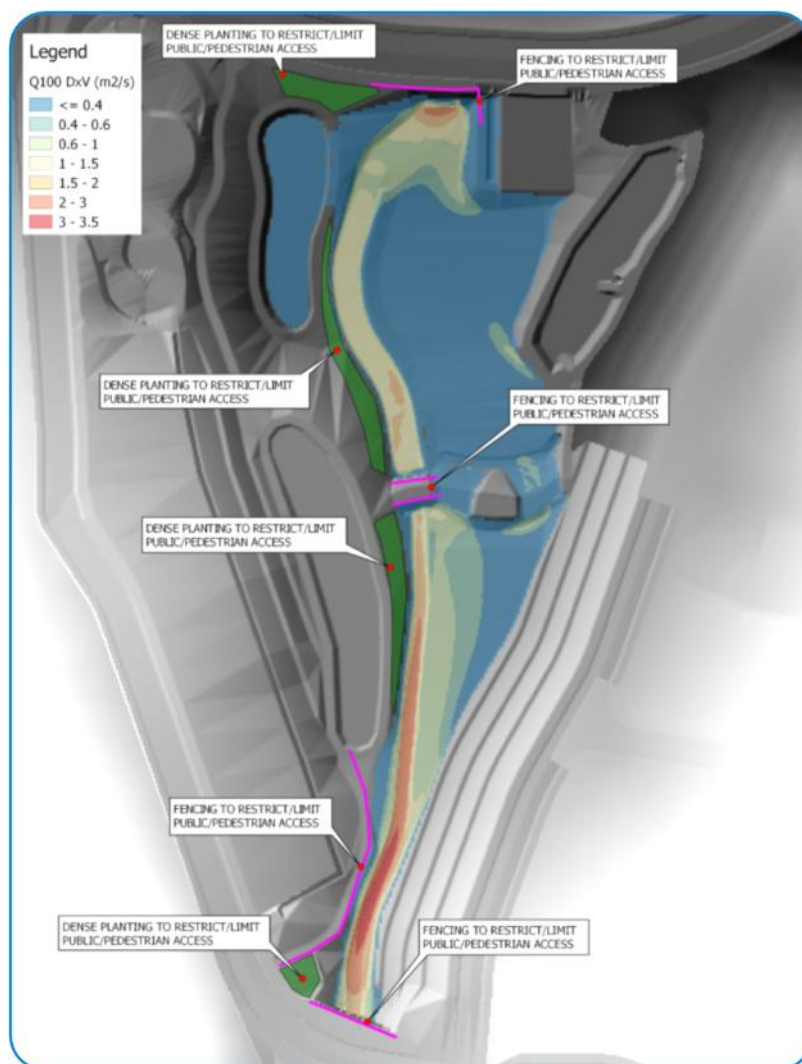 DENSE PLANTING TO RESTRICT/LIMIT
PUBLIC/PEDESTRIAN ACCESS
Legend
Q100 DxV (m2/s)
<= 0.4
0.4 - 0.6
0.6 - 1
1 - 1.5
1.5 - 2
2 - 3
3 - 3.5
FENCING TO RESTRICT/LIMIT
PUBLIC/PEDESTRIAN ACCESS
DENSE PLANTING TO RESTRICT/LIMIT
PUBLIC/PEDESTRIAN ACCESS
FENCING TO RESTRICT/LIMIT
PUBLIC/PEDESTRIAN ACCESS
DENSE PLANTING TO RESTRICT/LIMIT
PUBLIC/PEDESTRIAN ACCESS
FENCING TO RESTRICT/LIMIT
PUBLIC/PEDESTRIAN ACCESS
DENSE PLANTING TO RESTRICT/LIMIT
PUBLIC/PEDESTRIAN ACCESS
FENCING TO RESTRICT/LIMIT
PUBLIC/PEDESTRIAN ACCESS